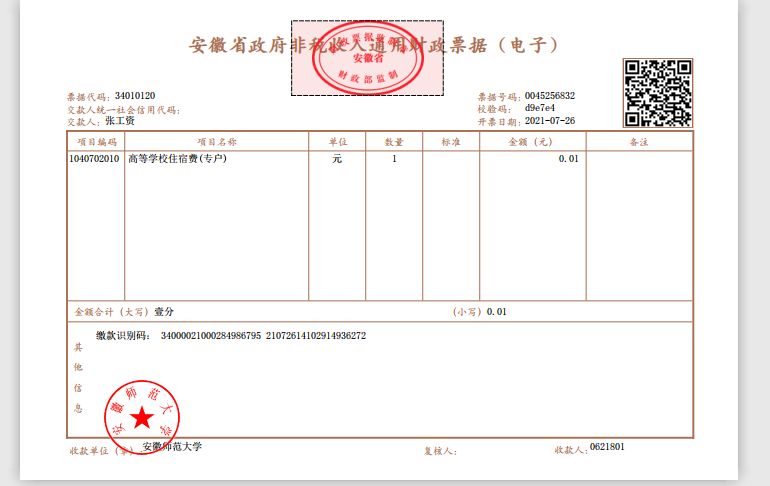 安徽省政府非税收入通用财政票据（电子）
财政票据监制章
安徽省
财政部监制
票据代码：34010120
票据号码：0045256832
交款人统一社会信用代码：
校验码：d9e7e4
交款人：张工资
开票日期：2021-07-26
项目编码 项目名称 单位 数量 标准 金额（元） 备注
1040702010 高等学校住宿费(专户) 元 1 0.01
金额合计（大写）壹分 （小写）0.01
缴款识别码： 34000021000284986795 21072614102914936272
其他信息
安徽师范大学
收款单位（章）：安徽师范大学 复核人： 收款人：0621801